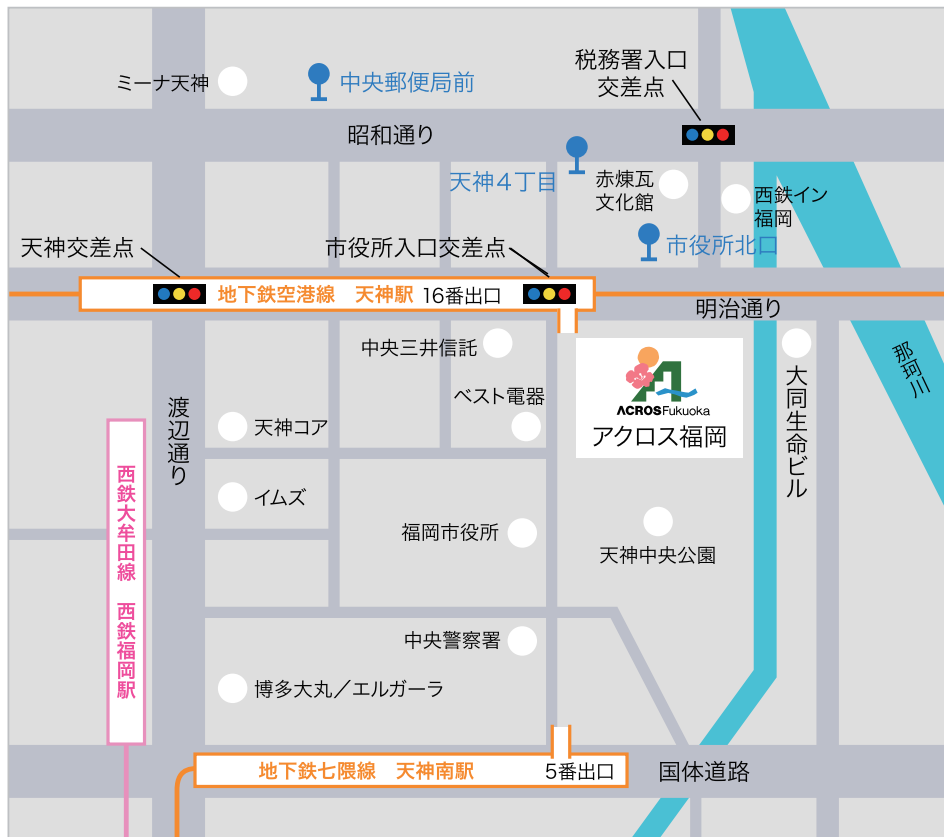 税務署入口
交差点
ミーナ天神
中央郵便局前
昭和通り
天神４丁目
赤煉瓦
文化館
西鉄イン
福岡
市役所北口
天神交差点
市役所入口交差点
地下鉄空港線　天神駅 16番出口
明治通り
中央三井信託
那珂川
ACROS Fukuoka
アクロス福岡
大同生命ビル
ベスト電器
渡辺通り
天神コア
西鉄大牟田線　西鉄福岡駅
イムズ
福岡市役所
天神中央公園
中央警察署
博多大丸／エルガーラ
地下鉄七隈線　天神南駅
5番出口
国体道路